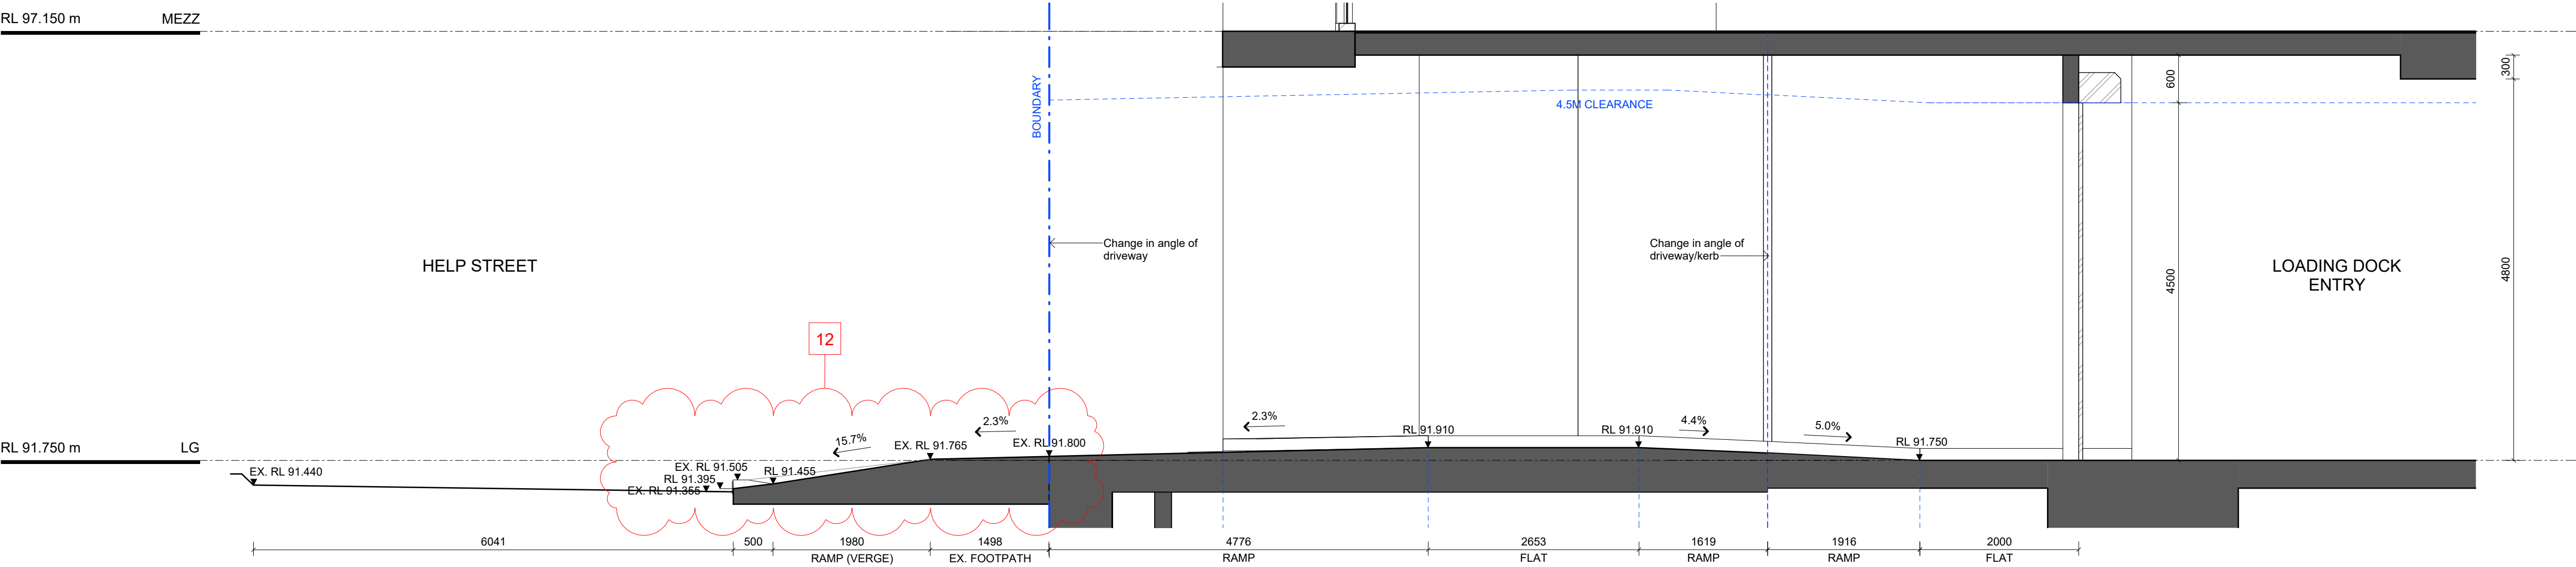 RL 97.150 m
MEZZ
BOUNDARY
4.5M CLEARANCE
600
300
Change in angle of
driveway
Change in angle of
driveway/kerb
HELP STREET
LOADING DOCK
ENTRY
4500
4800
12
2.3%
15.7%
2.3%
4.4%
5.0%
EX. RL 91.765
EX. RL 91.800
RL 91.910
RL 91.910
RL 91.750
RL 91.750 m
LG
EX. RL 91.440
EX. RL 91.505
RL 91.455
RL 91.395
EX. RL 91.355
6041
500
1980
1498
4776
2653
1619
1916
2000
RAMP (VERGE)
EX. FOOTPATH
RAMP
FLAT
RAMP
RAMP
FLAT